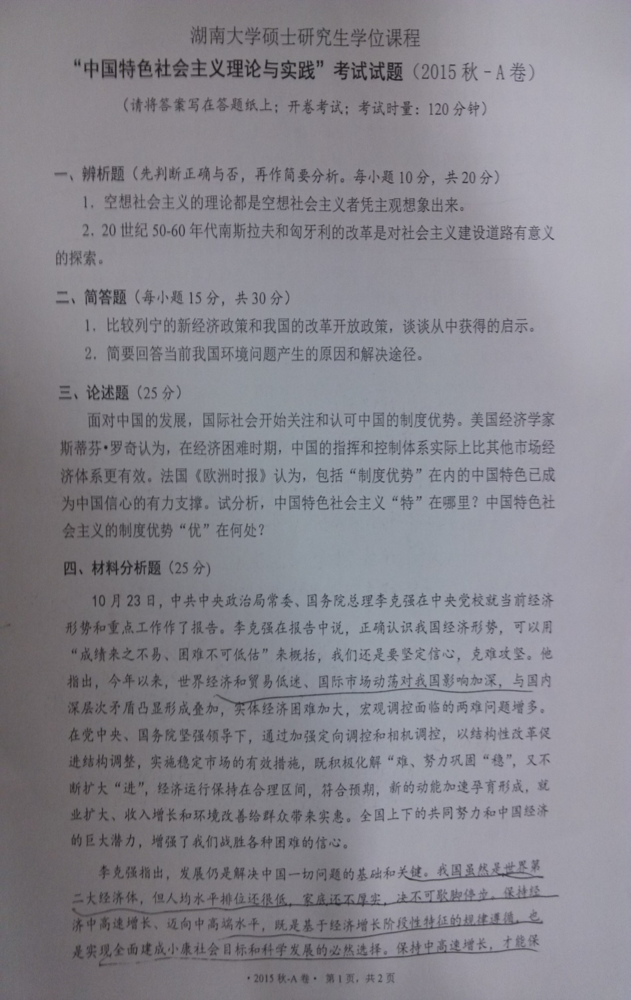 湖南大学硕士研究生学位课程
“中国特色社会主义理论与实践”考试试题（2015 秋－A 卷）
（请将答案写在答题纸上；开卷考试；考试时量：120 分钟）
一、辨析题（先判断正确与否，再作简要分析。每小题 10 分，共 20 分）
1．空想社会主义的理论都是空想社会主义者凭主观想象出来。
2．20 世纪 50-60 年代南斯拉夫和匈牙利的改革是对社会主义建设道路有意义
的探索。
二、简答题（每小题 15 分，共 30 分）
1．比较列宁的新经济政策和我国的改革开放政策，谈谈从中获得的启示。
2．简要回答当前我国环境问题产生的原因和解决途径。
三、论述题（25 分）
面对中国的发展，国际社会开始关注和认可中国的制度优势。美国经济学家
斯蒂芬•罗奇认为，在经济困难时期，中国的指挥和控制体系实际上比其他市场经
济体系更有效。法国《欧洲时报》认为，包括“制度优势”在内的中国特色已成
为中国信心的有力支撑。试分析，中国特色社会主义“特”在哪里？中国特色社
会主义的制度优势“优”在何处？
四、材料分析题（25 分)
10 月 23 日，中共中央政治局常委、国务院总理李克强在中央党校就当前经济
形势和重点工作作了报告。李克强在报告中说，正确认识我国经济形势，可以用
“成绩来之不易、困难不可低估”来概括，我们还是要坚定信心，克难攻坚。他
指出，今年以来，世界经济和贸易低迷、国际市场动荡对我国影响加深，与国内
深层次矛盾凸显形成叠加，实体经济困难加大，宏观调控面临的两难问题增多。
在党中央、国务院坚强领导下，通过加强定向调控和相机调控，以结构性改革促
进结构调整，实施稳定市场的有效措施，既积极化解“难、努力巩固“稳”，又不
断扩大“进”，经济运行保持在合理区间，符合预期，新的动能加速孕育形成，就
业扩大、收入增长和环境改善给群众带来实惠。全国上下的共同努力和中国经济
的巨大潜力，增强了我们战胜各种困难的信心。
李克强指出，发展仍是解决中国一切问题的基础和关键。我国虽然是世界第
二大经济体，但人均水平排位还很低，家底还不厚实，决不可歇脚停步。保持经
济中高速增长、迈向中高端水平，既是基于经济增长阶段性特征的规律遵循，也
是实现全面建成小康社会目标和科学发展的必然选择。保持中高速增长，才能保
·2015 秋-A 卷· 第 1 页，共 2 页